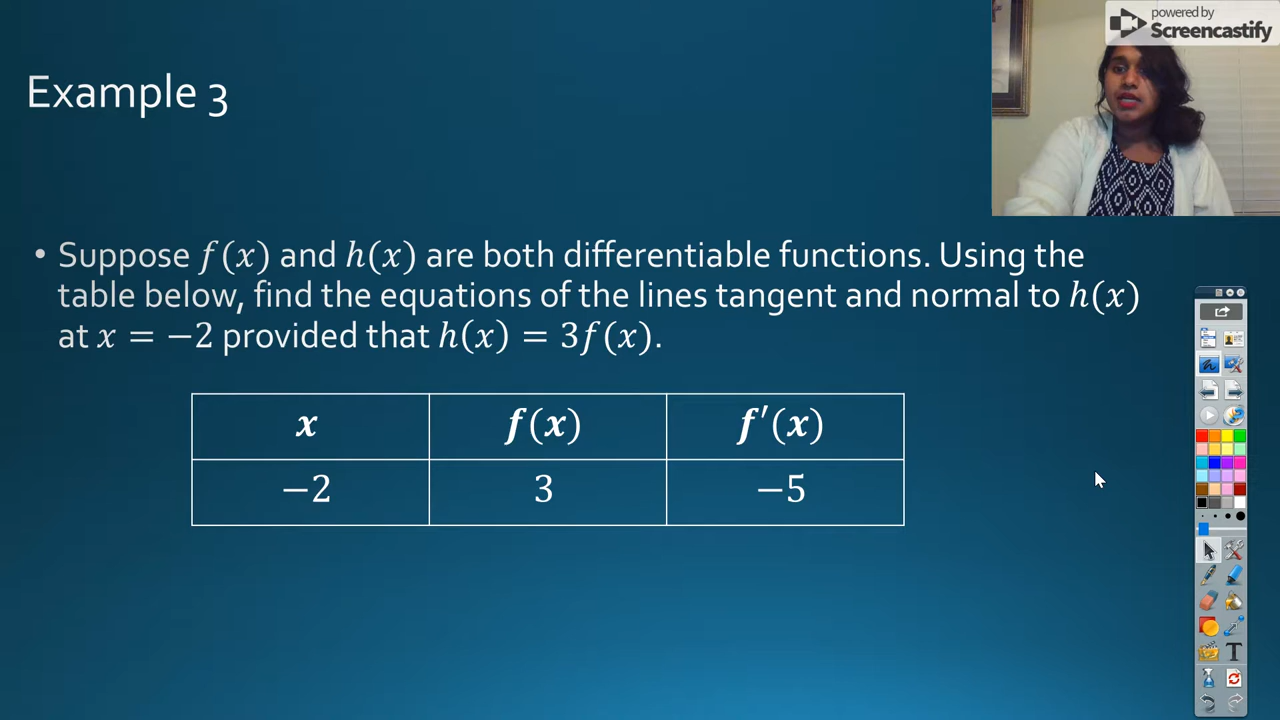 powered by
Screencastify
Example 3
• Suppose f(x) and h(x) are both differentiable functions. Using the
table below, find the equations of the lines tangent and normal to h(x)
at x = −2 provided that h(x) = 3f(x).
x f(x) f′(x)
−2 3 −5